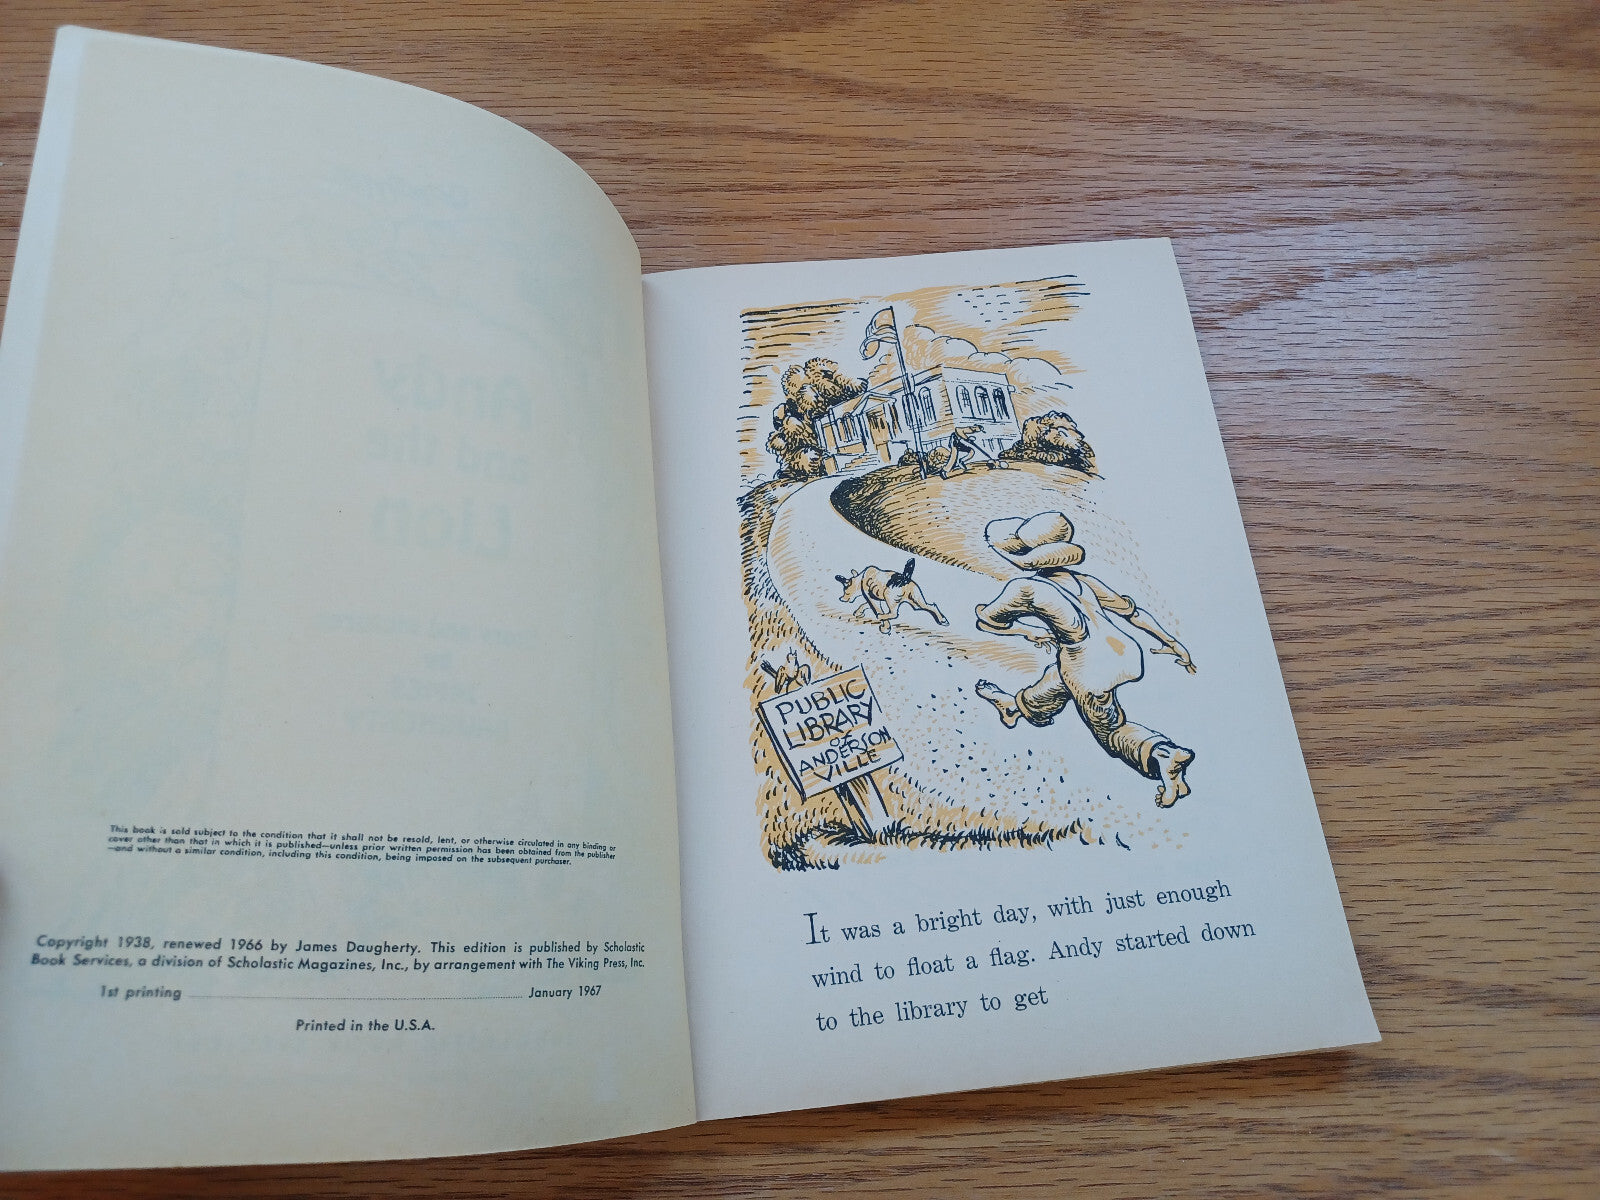 This book is sold subject to the condition that it shall not be resold, lent, or otherwise circulated in any binding or
cover other than that in which it is published—unless prior written permission has been obtained from the publisher
—and without a similar condition, including this condition, being imposed on the subsequent purchaser.
Copyright 1938, renewed 1966 by James Daugherty. This edition is published by Scholastic
Book Services, a division of Scholastic Magazines, Inc., by arrangement with The Viking Press, Inc.
1st printing ........ January 1967
Printed in the U.S.A.
PUBLIC
LIBRARY
of
ANDERSON
VILLE
It was a bright day, with just enough
wind to float a flag. Andy started down
to the library to get